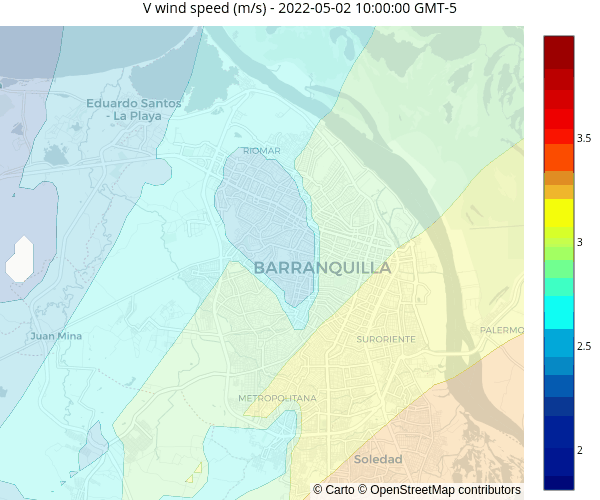 V wind speed (m/s) - 2022-05-02 10:00:00 GMT-5
Eduardo Santos
- La Playa
RIOMAR
3.5
3
BARRANQUILLA
Juan Mina
SURORIENTE
PALERMO
2.5
METROPOLITANA
Soledad
2
© Carto © OpenStreetMap contributors